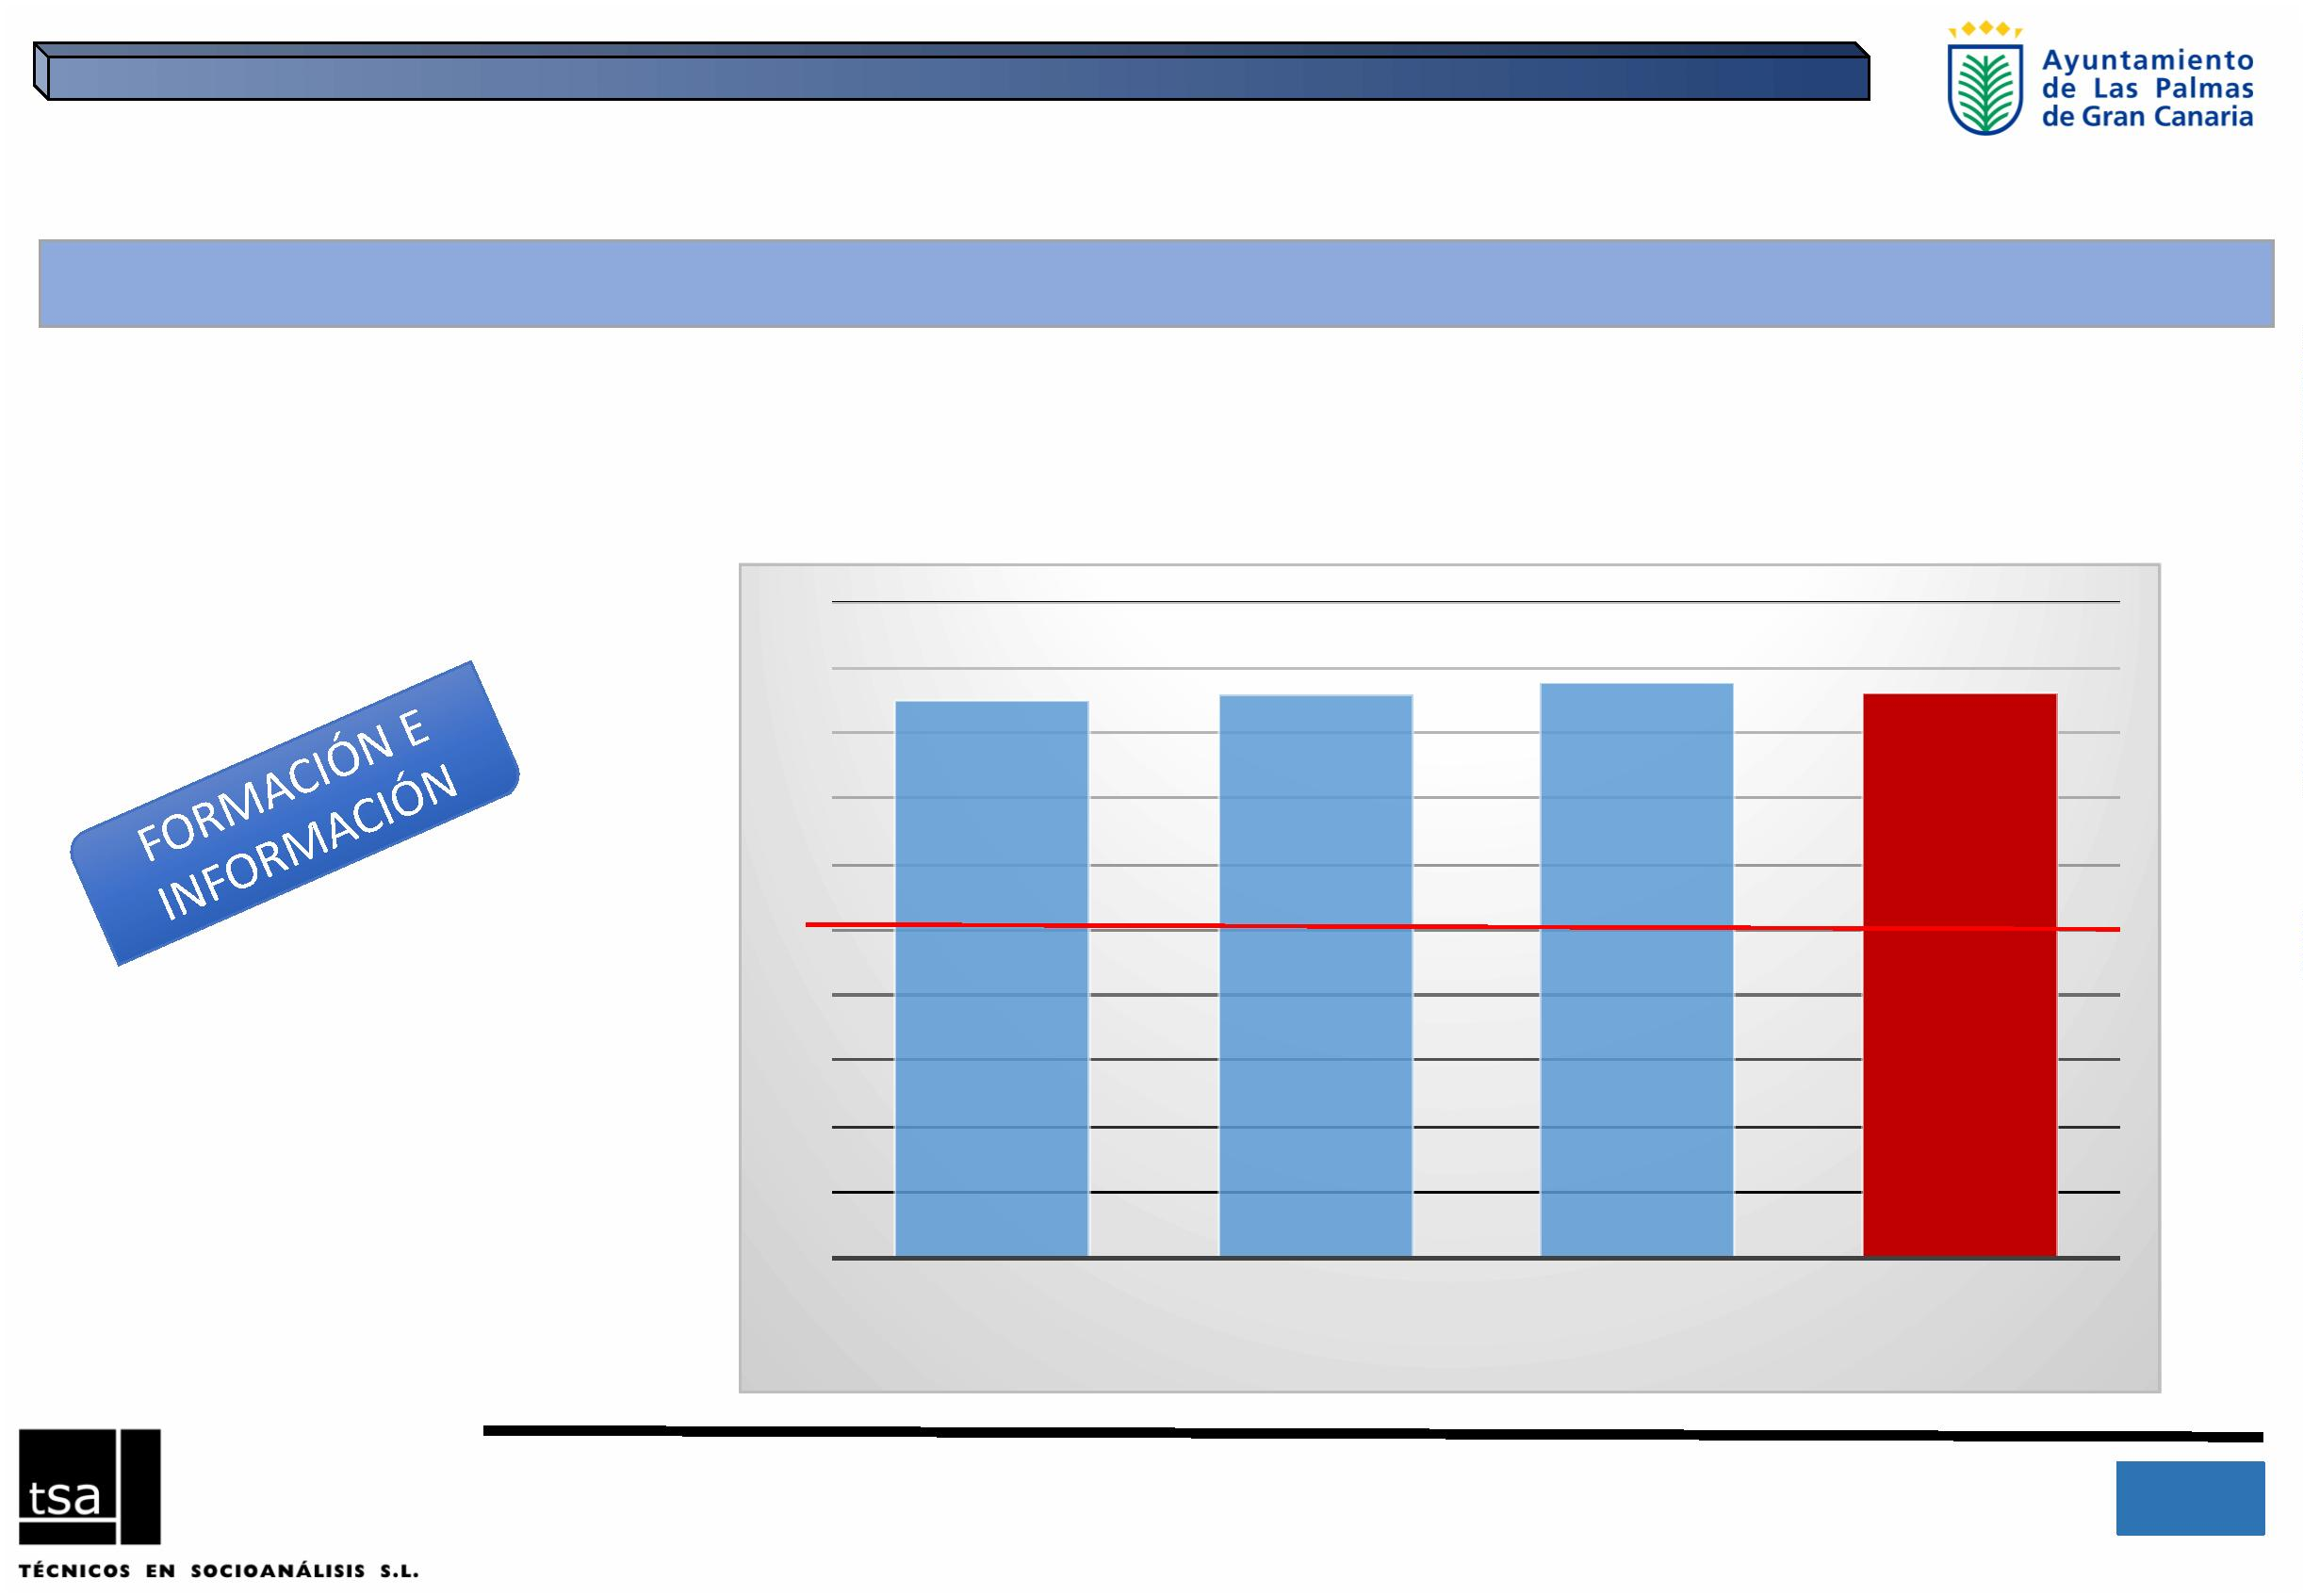 Ayuntamiento
de Las Palmas
de Gran Canaria
FORMACIÓN E
INFORMACIÓN
tsa
TÉCNICOS EN SOCIOANÁLISIS S.L.